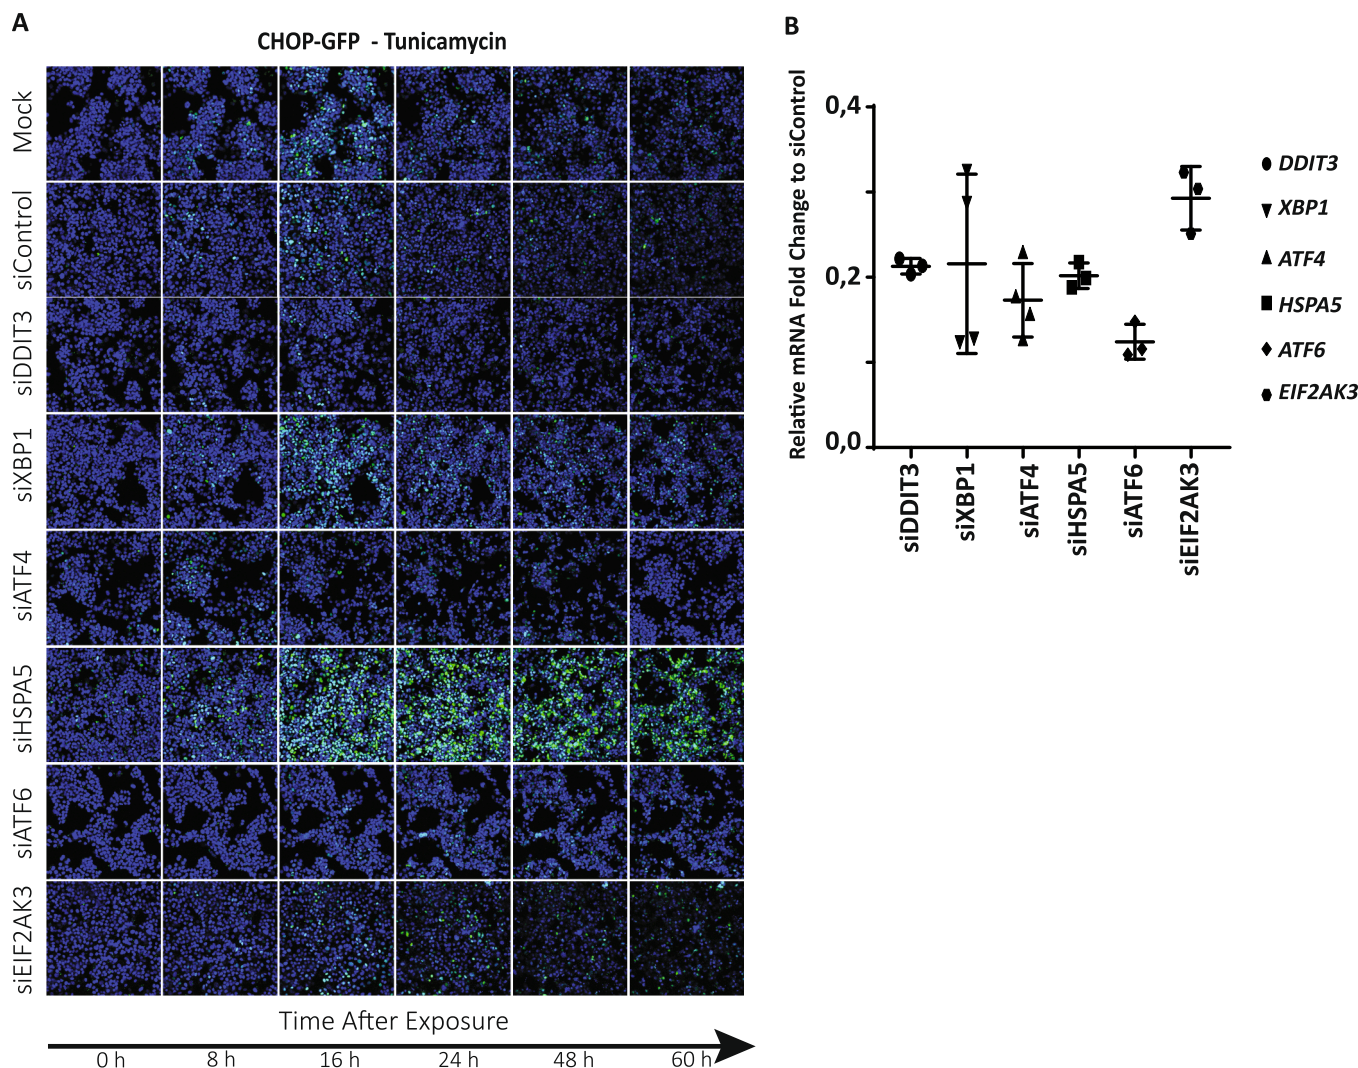 A
CHOP-GFP - Tunicamycin
Mock
siControl
siDDIT3
siXBP1
siATF4
siHSPA5
siATF6
siEIF2AK3
Time After Exposure
0 h
8 h
16 h
24 h
48 h
60 h
B
Relative mRNA Fold Change to siControl
0,4
0,2
0,0
siDDIT3
siXBP1
siATF4
siHSPA5
siATF6
siEIF2AK3
DDIT3
XBP1
ATF4
HSPA5
ATF6
EIF2AK3